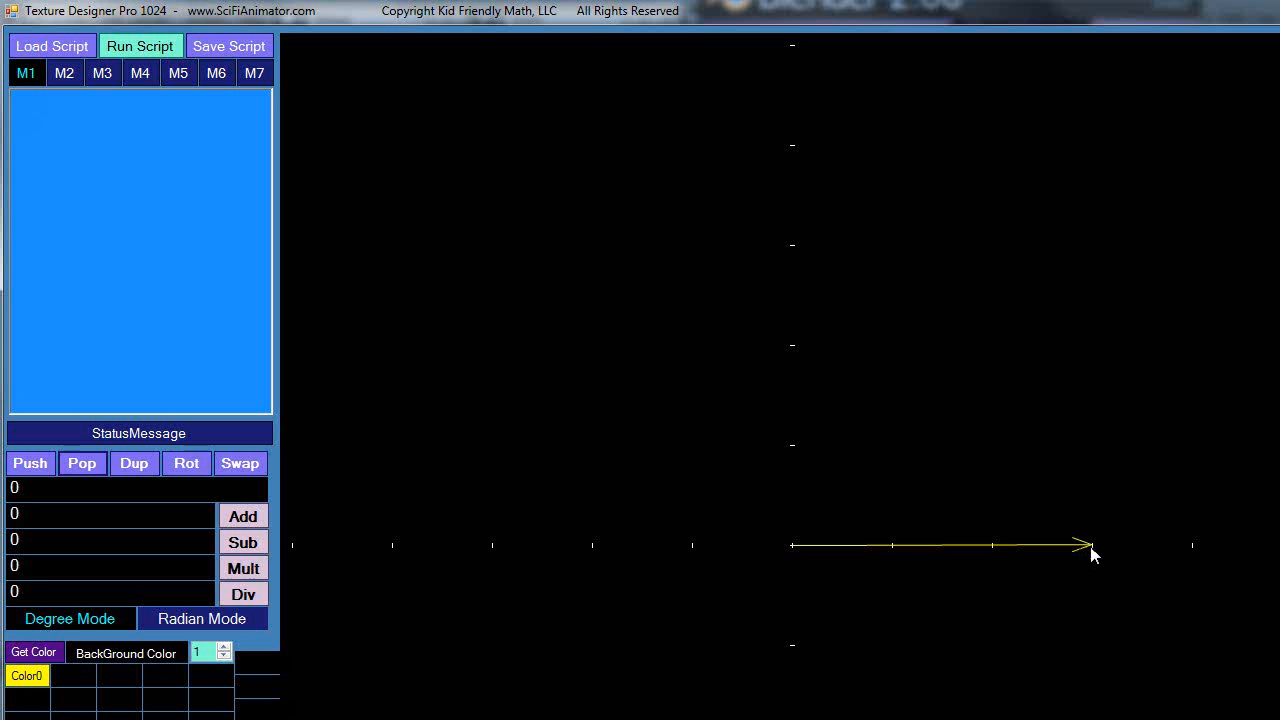 Texture Designer Pro 1024 - www.SciFiAnimator.com Copyright Kid Friendly Math, LLC All Rights Reserved
Load Script Run Script Save Script
M1 M2 M3 M4 M5 M6 M7
StatusMessage
Push Pop Dup Rot Swap
0
0 Add
0 Sub
0 Mult
0 Div
Degree Mode Radian Mode
Get Color BackGround Color 1
Color0